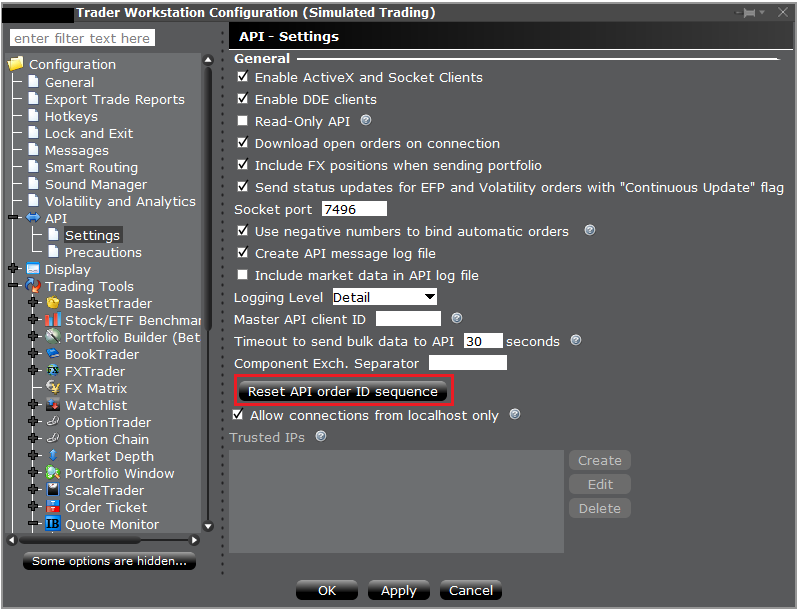 Trader Workstation Configuration (Simulated Trading)
enter filter text here
Configuration
General
Export Trade Reports
Hotkeys
Lock and Exit
Messages
Smart Routing
Sound Manager
Volatility and Analytics
API
Settings
Precautions
Display
Trading Tools
BasketTrader
Stock/ETF Benchmar
Portfolio Builder (Bet
BookTrader
FXTrader
FX Matrix
Watchlist
OptionTrader
Option Chain
Market Depth
Portfolio Window
ScaleTrader
Order Ticket
IB Quote Monitor
Some options are hidden...
API - Settings
General
Enable ActiveX and Socket Clients
Enable DDE clients
Read-Only API ?
Download open orders on connection
Include FX positions when sending portfolio
Send status updates for EFP and Volatility orders with "Continuous Update" flag
Socket port 7496
Use negative numbers to bind automatic orders ?
Create API message log file
Include market data in API log file
Logging Level Detail
Master API client ID ?
Timeout to send bulk data to API 30 seconds ?
Component Exch. Separator
Reset API order ID sequence
Allow connections from localhost only ?
Trusted IPs ?
Create
Edit
Delete
OK Apply Cancel